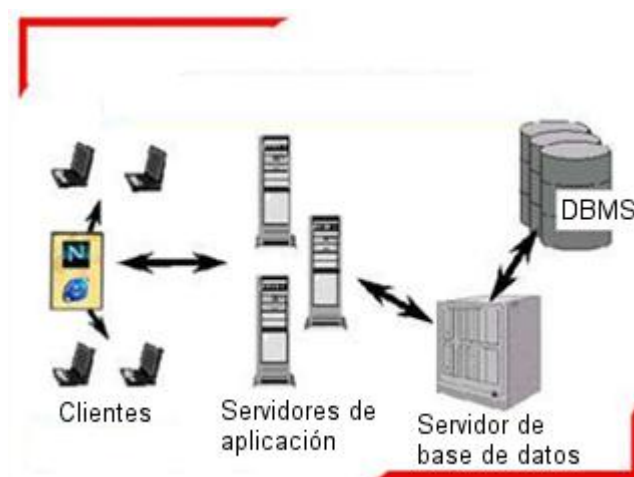 DBMS
N
Clientes
Servidores de
aplicación
Servidor de
base de datos